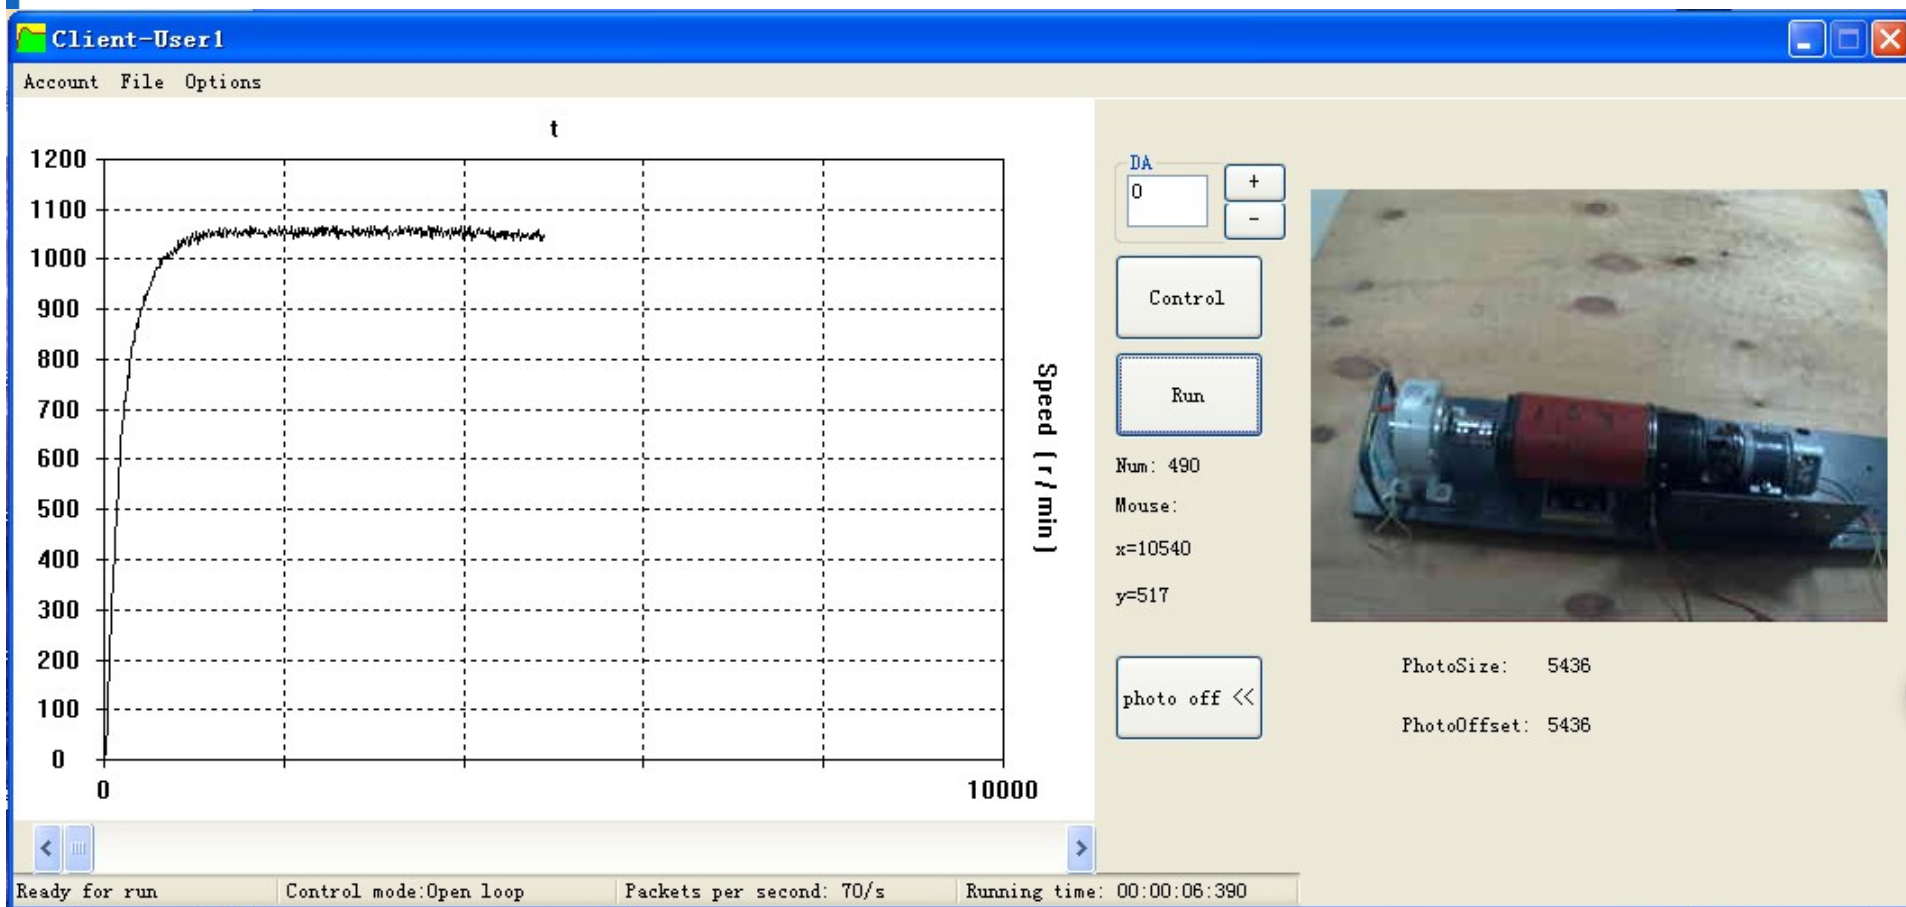 Client-User1
Account File Options
t
1200
1100
1000
900
800
700
600
500
400
300
200
100
0
0 10000
Speed (r/min)
DA
0
+
-
Control
Run
Num: 490
Mouse:
x=10540
y=517
photo off <<
PhotoSize: 5436
PhotoOffset: 5436
Ready for run Control mode:Open loop Packets per second: 70/s Running time: 00:00:06:390